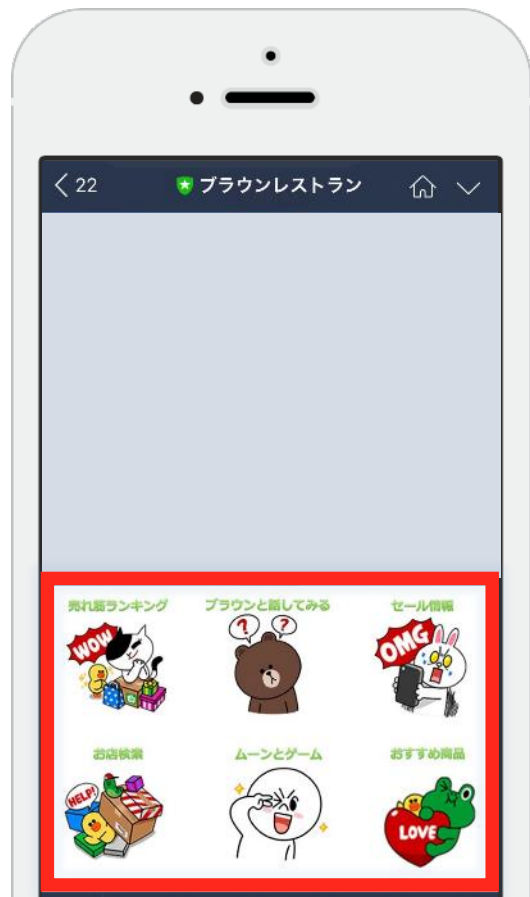 22
ブラウンレストラン
売れ筋ランキング
ブラウンと話してみる
セール情報
WOW
? ?
OMG
お店検索
ムーンとゲーム
おすすめ商品
HELP!
LOVE